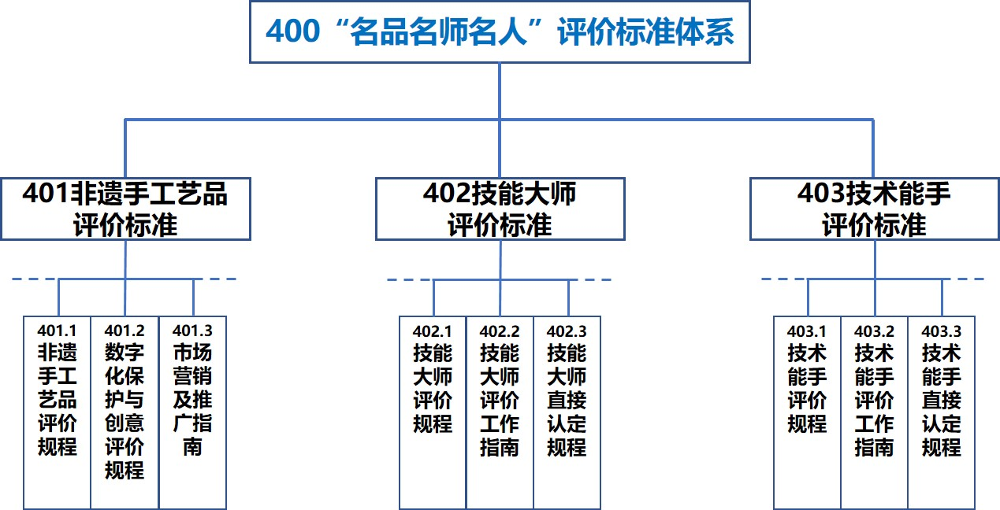 400“名品名师名人”评价标准体系
401非遗手工艺品
评价标准
402技能大师
评价标准
403技术能手
评价标准
401.1
非遗
手工
艺品
评价
规程
401.2
数字
化保
护与
创意
评价
规程
401.3
市场
营销
及推
广指
南
402.1
技能
大师
评价
规程
402.2
技能
大师
评价
工作
指南
402.3
技能
大师
直接
认定
规程
403.1
技术
能手
评价
规程
403.2
技术
能手
评价
工作
指南
403.3
技术
能手
直接
认定
规程